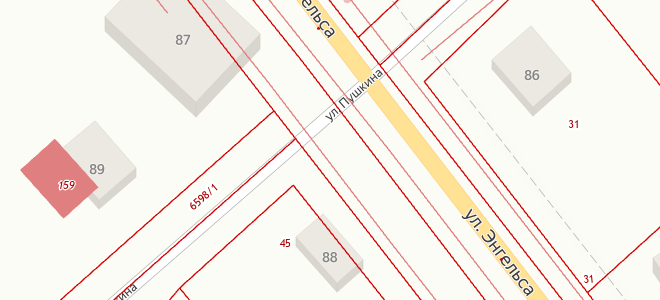 ельса
87
ул. Пушкина
86
31
89
159
6598/1
ул. Энгельса
45
88
31
ина